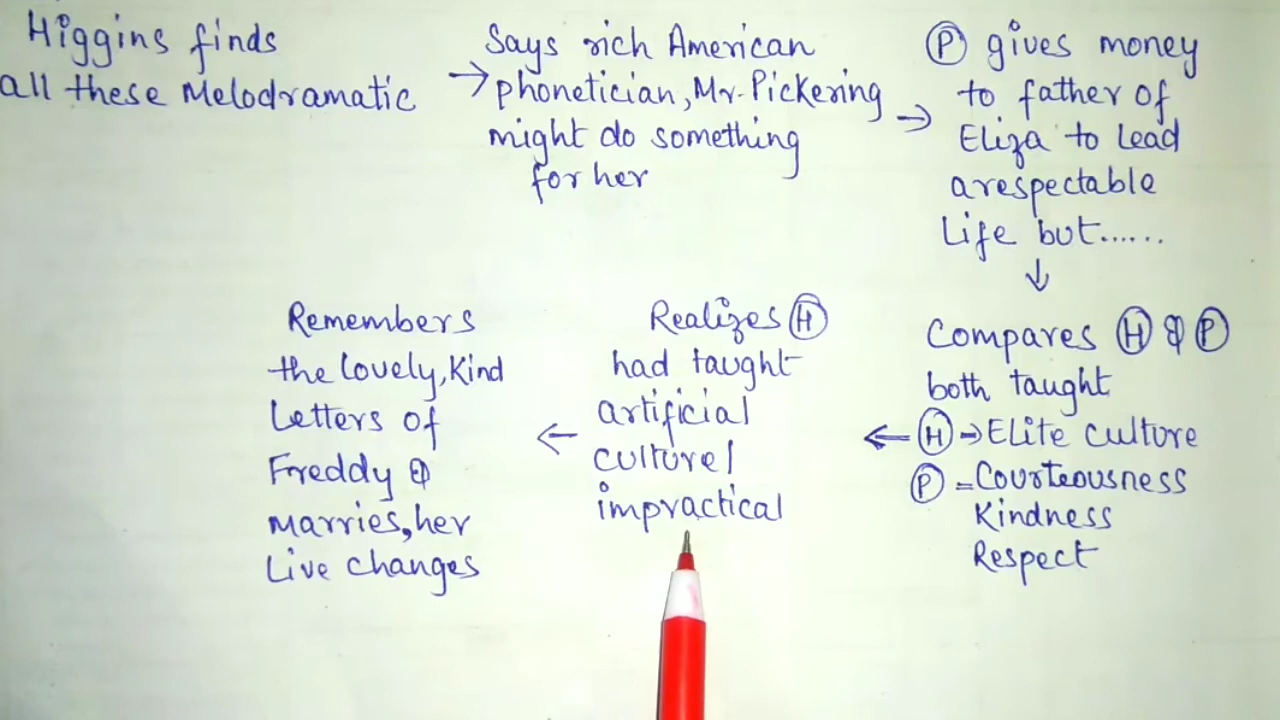 Higgins finds
all these Melodramatic
→ Says rich American
phonetician, Mr. Pickering
might do something
for her
→ Ⓟ gives money
to father of
Eliza to Lead
a respectable
Life but......
↓
Compares Ⓗ & Ⓟ
both taught
← Ⓗ → Elite culture
Ⓟ = Courteousness
Kindness
Respect
Realizes Ⓗ
had taught
artificial
culture/
impractical
←
Remembers
the lovely, Kind
Letters of
Freddy &
marries, her
Live changes